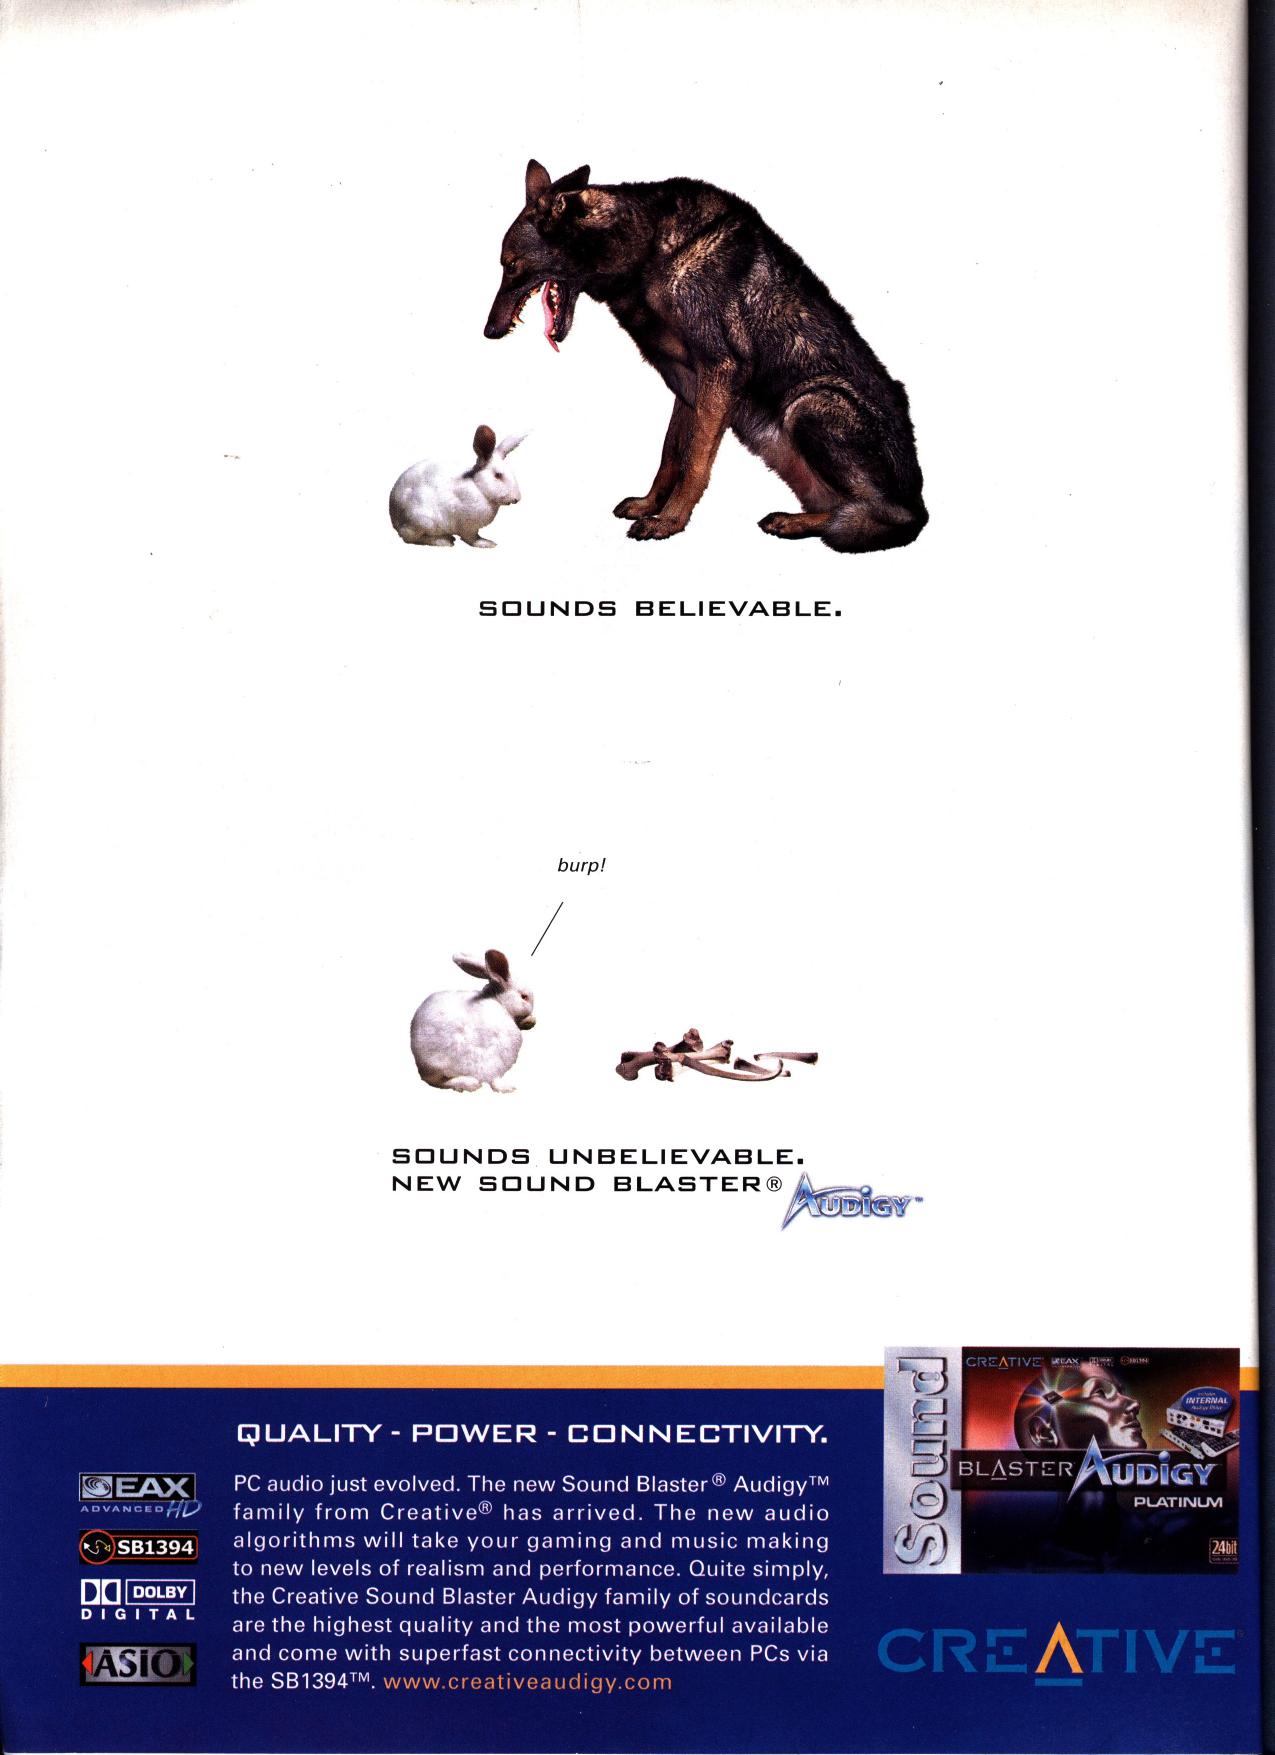 SOUNDS BELIEVABLE.
burp!
SOUNDS UNBELIEVABLE.
NEW SOUND BLASTER® AUDIGY™
QUALITY - POWER - CONNECTIVITY.
PC audio just evolved. The new Sound Blaster® Audigy™
family from Creative® has arrived. The new audio
algorithms will take your gaming and music making
to new levels of realism and performance. Quite simply,
the Creative Sound Blaster Audigy family of soundcards
are the highest quality and the most powerful available
and come with superfast connectivity between PCs via
the SB1394™. www.creativeaudigy.com
EAX
ADVANCED HD
SB1394
DOLBY
DIGITAL
ASIO
CREATIVE EAX
INTERNAL
Sound
BLASTER AUDIGY
PLATINUM
24bit
CREATIVE®